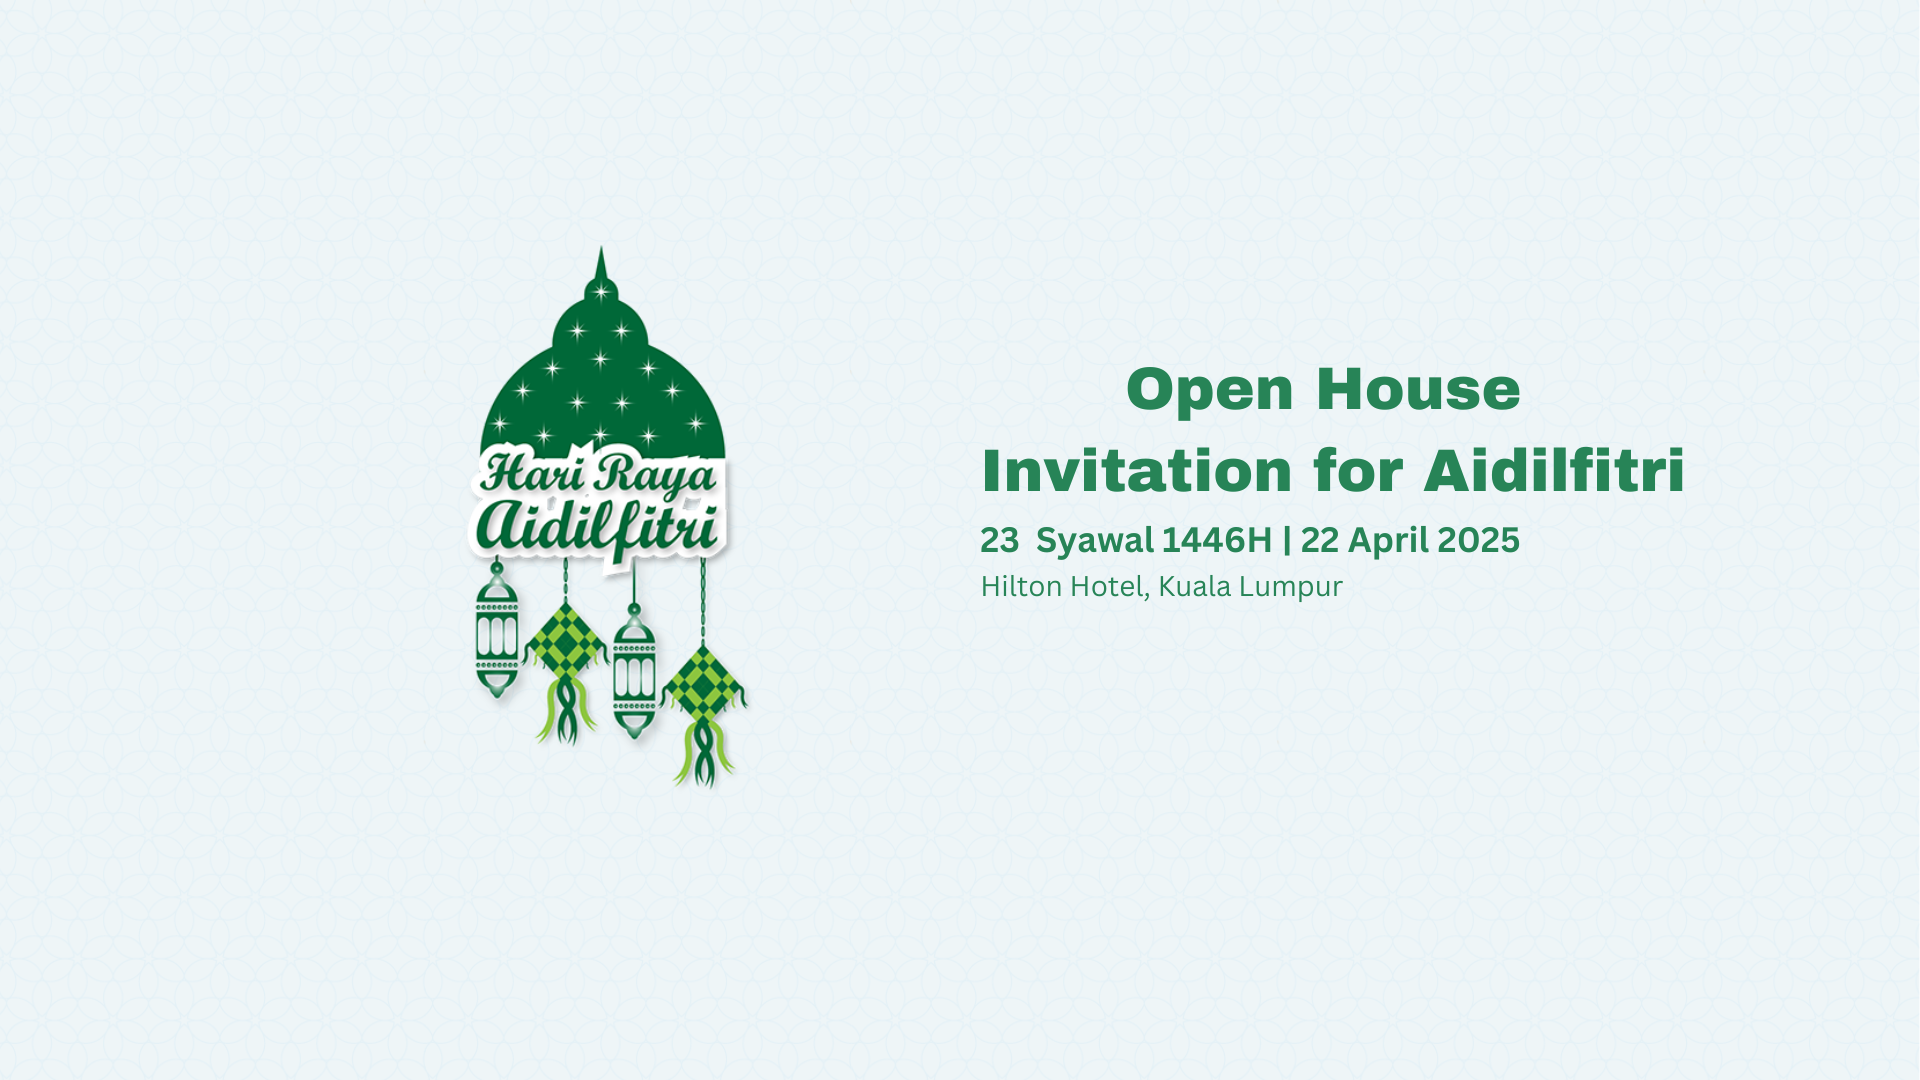 Hari Raya
Aidilfitri
Open House
Invitation for Aidilfitri
23  Syawal 1446H | 22 April 2025
Hilton Hotel, Kuala Lumpur